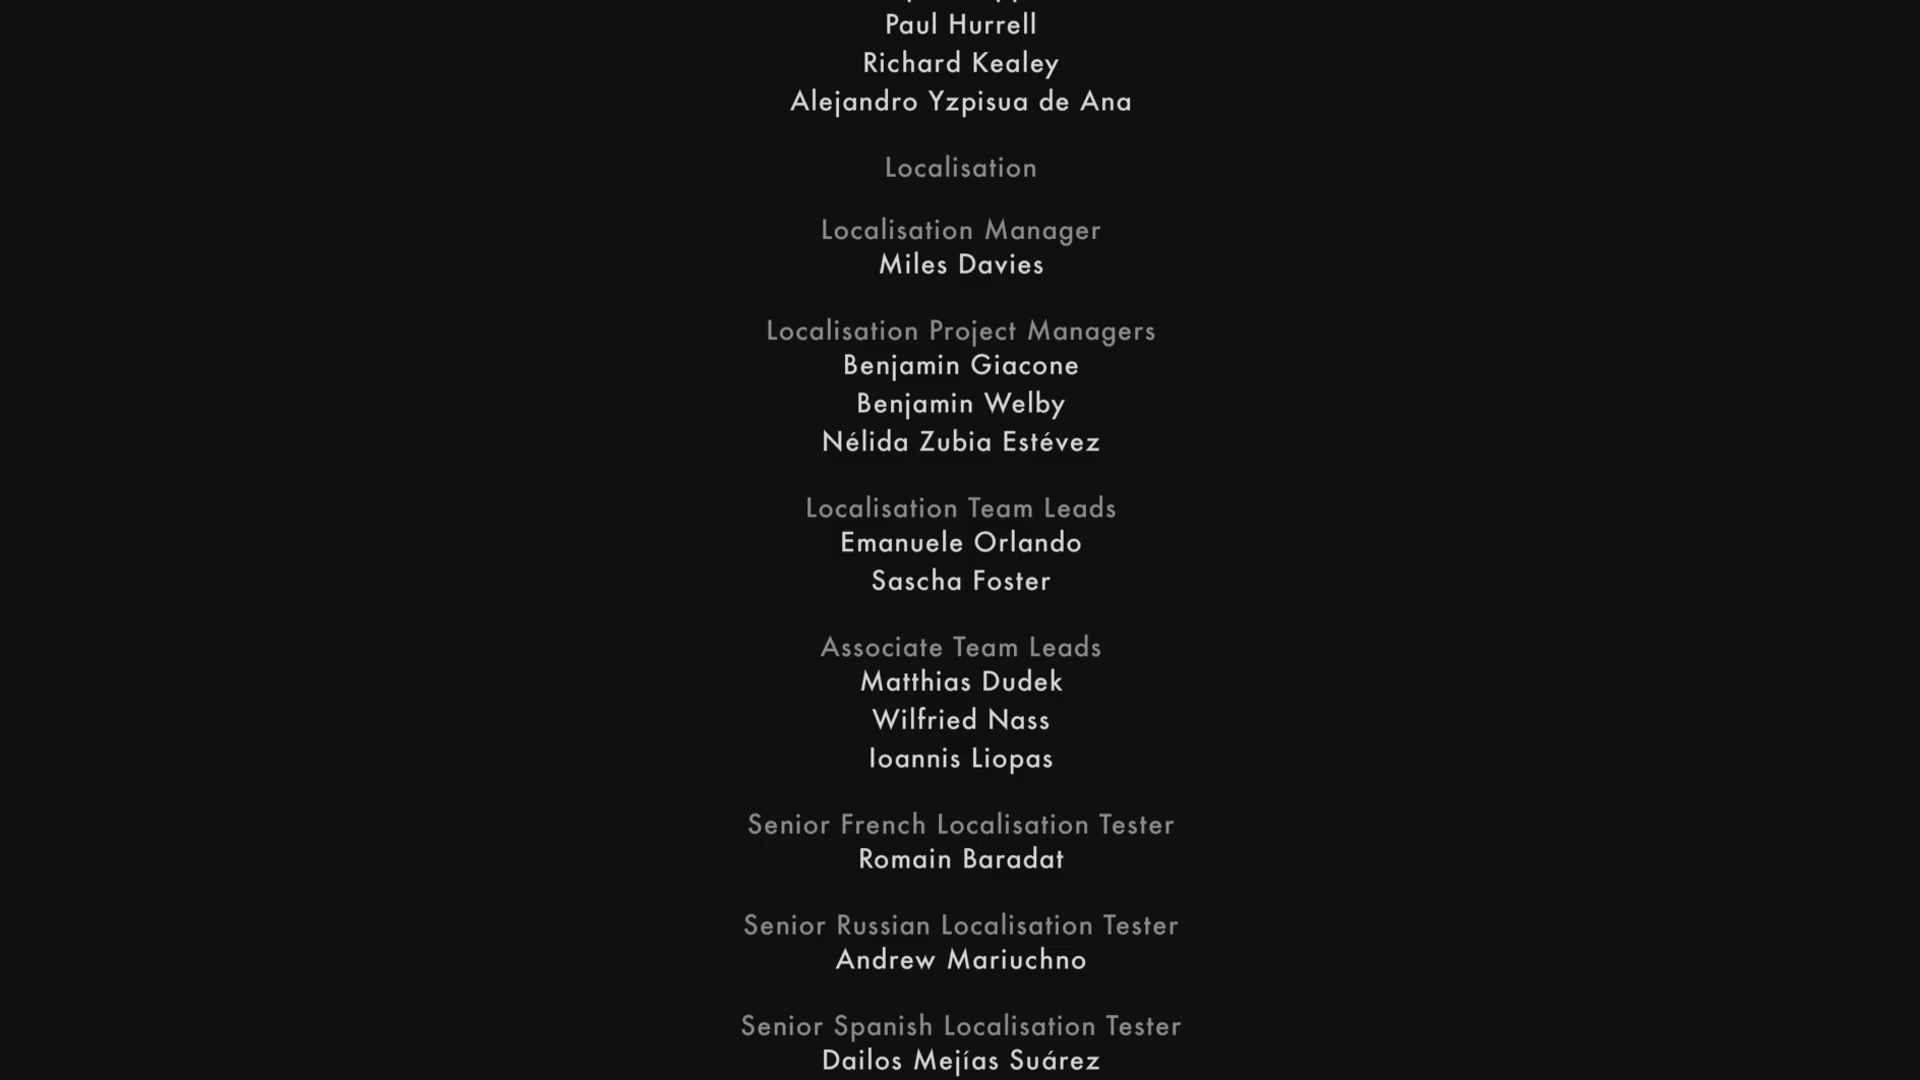 Paul Hurrell
Richard Kealey
Alejandro Yzpisua de Ana
Localisation
Localisation Manager
Miles Davies
Localisation Project Managers
Benjamin Giacone
Benjamin Welby
Nélida Zubia Estévez
Localisation Team Leads
Emanuele Orlando
Sascha Foster
Associate Team Leads
Matthias Dudek
Wilfried Nass
Ioannis Liopas
Senior French Localisation Tester
Romain Baradat
Senior Russian Localisation Tester
Andrew Mariuchno
Senior Spanish Localisation Tester
Dailos Mejías Suárez